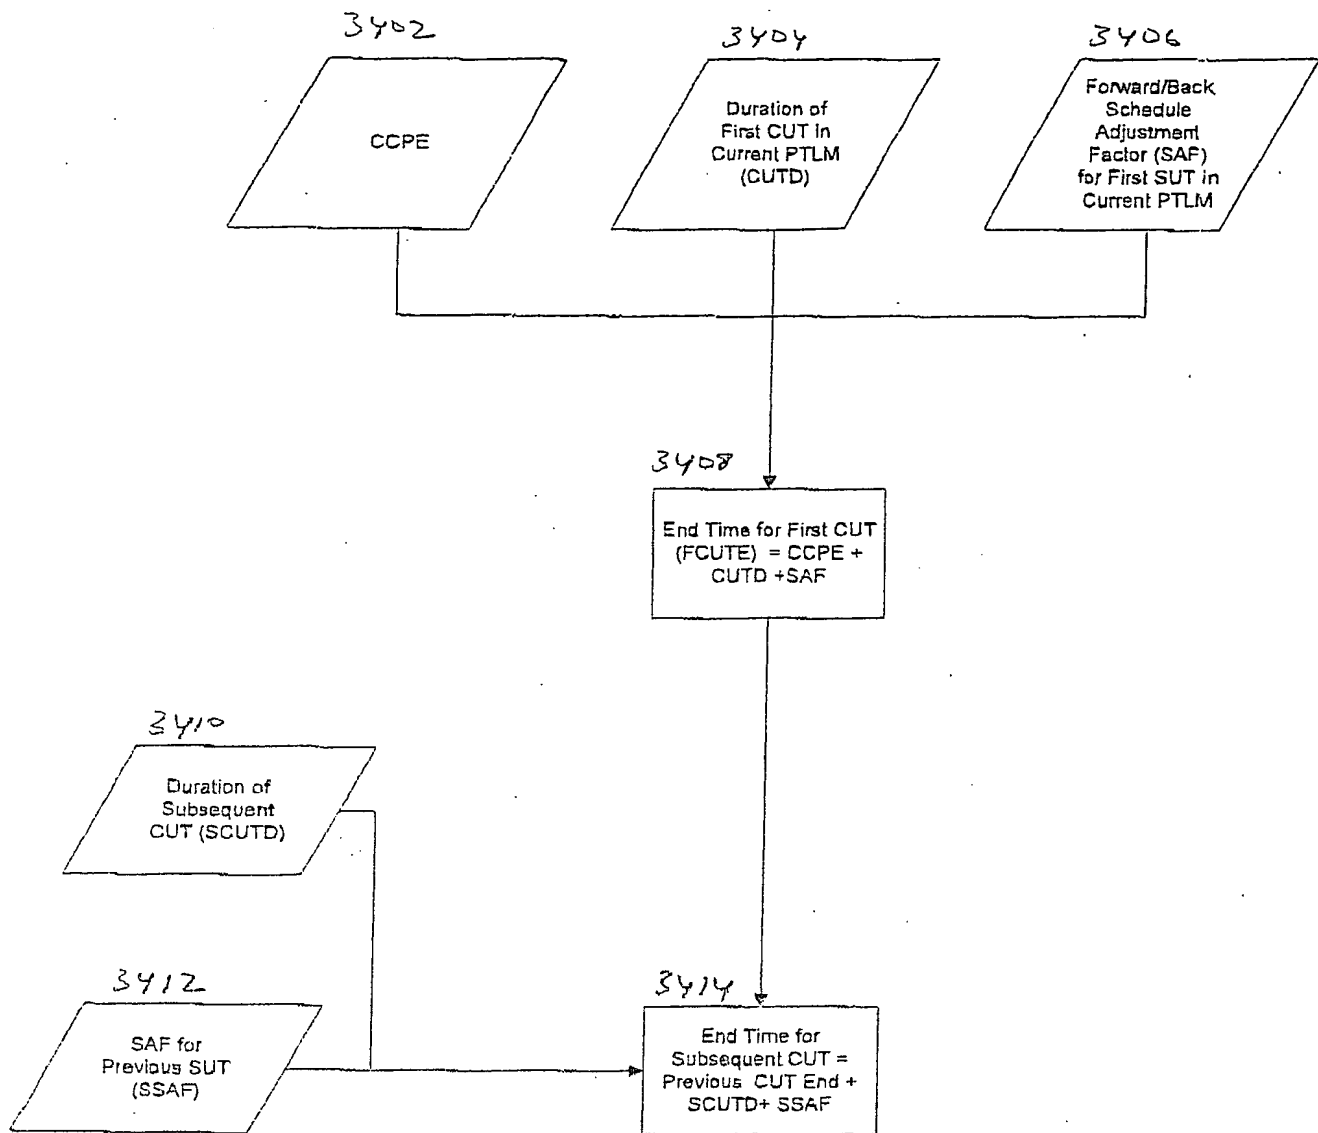 3402
CCPE
3404
Duration of
First CUT in
Current PTLM
(CUTD)
3406
Forward/Back
Schedule
Adjustment
Factor (SAF)
for First SUT in
Current PTLM
3408
End Time for First CUT
(FCUTE) = CCPE +
CUTD +SAF
3410
Duration of
Subsequent
CUT (SCUTD)
3412
SAF for
Previous SUT
(SSAF)
3414
End Time for
Subsequent CUT =
Previous CUT End +
SCUTD+ SSAF